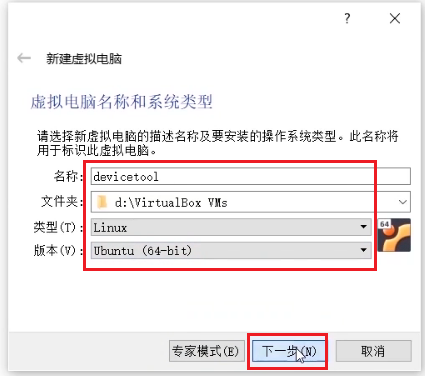 ?
新建虚拟电脑
虚拟电脑名称和系统类型
请选择新虚拟电脑的描述名称及要安装的操作系统类型。此名称将
用于标识此虚拟电脑。
名称: devicetool
文件夹: d:\VirtualBox VMs
类型(T): Linux
64
版本(V): Ubuntu (64-bit)
专家模式(E) 下一步(N) 取消